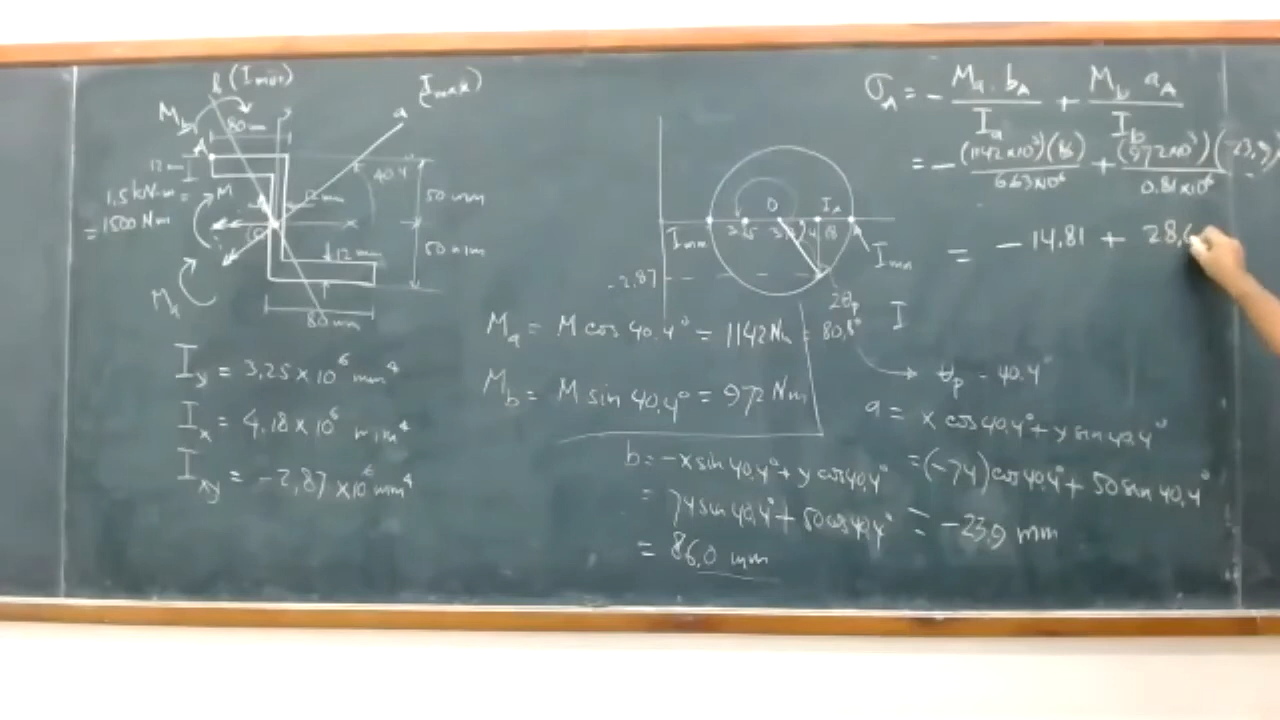 b (Imin)
a (Imax)
Mb
80
A
12
1.5 kN.m
= 1500 Nm
M
12 mm
40.4°
50 mm
x
50 mm
12 mm
80 mm
Iy = 3,25 x 10^6 mm^4
Ix = 4,18 x 10^6 mm^4
Ixy = -2,87 x 10^6 mm^4
Imin
-2.87
2θp
= 80,8°
I
→ θp = 40.4°
Ma = M cos 40.4° = 1142 Nm
Mb = M sin 40,4° = 972 Nm
b = -x sin 40.4° + y cos 40,4°
= 74 sin 40,4° + 50 cos 40,4°
= 86,0 mm
a = x cos 40,4° + y sin 40,4°
= (-74) cos 40,4° + 50 sin 40,4°
= -23,9 mm
σA = - Ma . bA / Ia + Mb aA / Ib
= - (1142x10^3)(86) / 6.63x10^6 + (972x10^3)(-23,9) / 0.81x10^6
= - 14.81 + 28,6